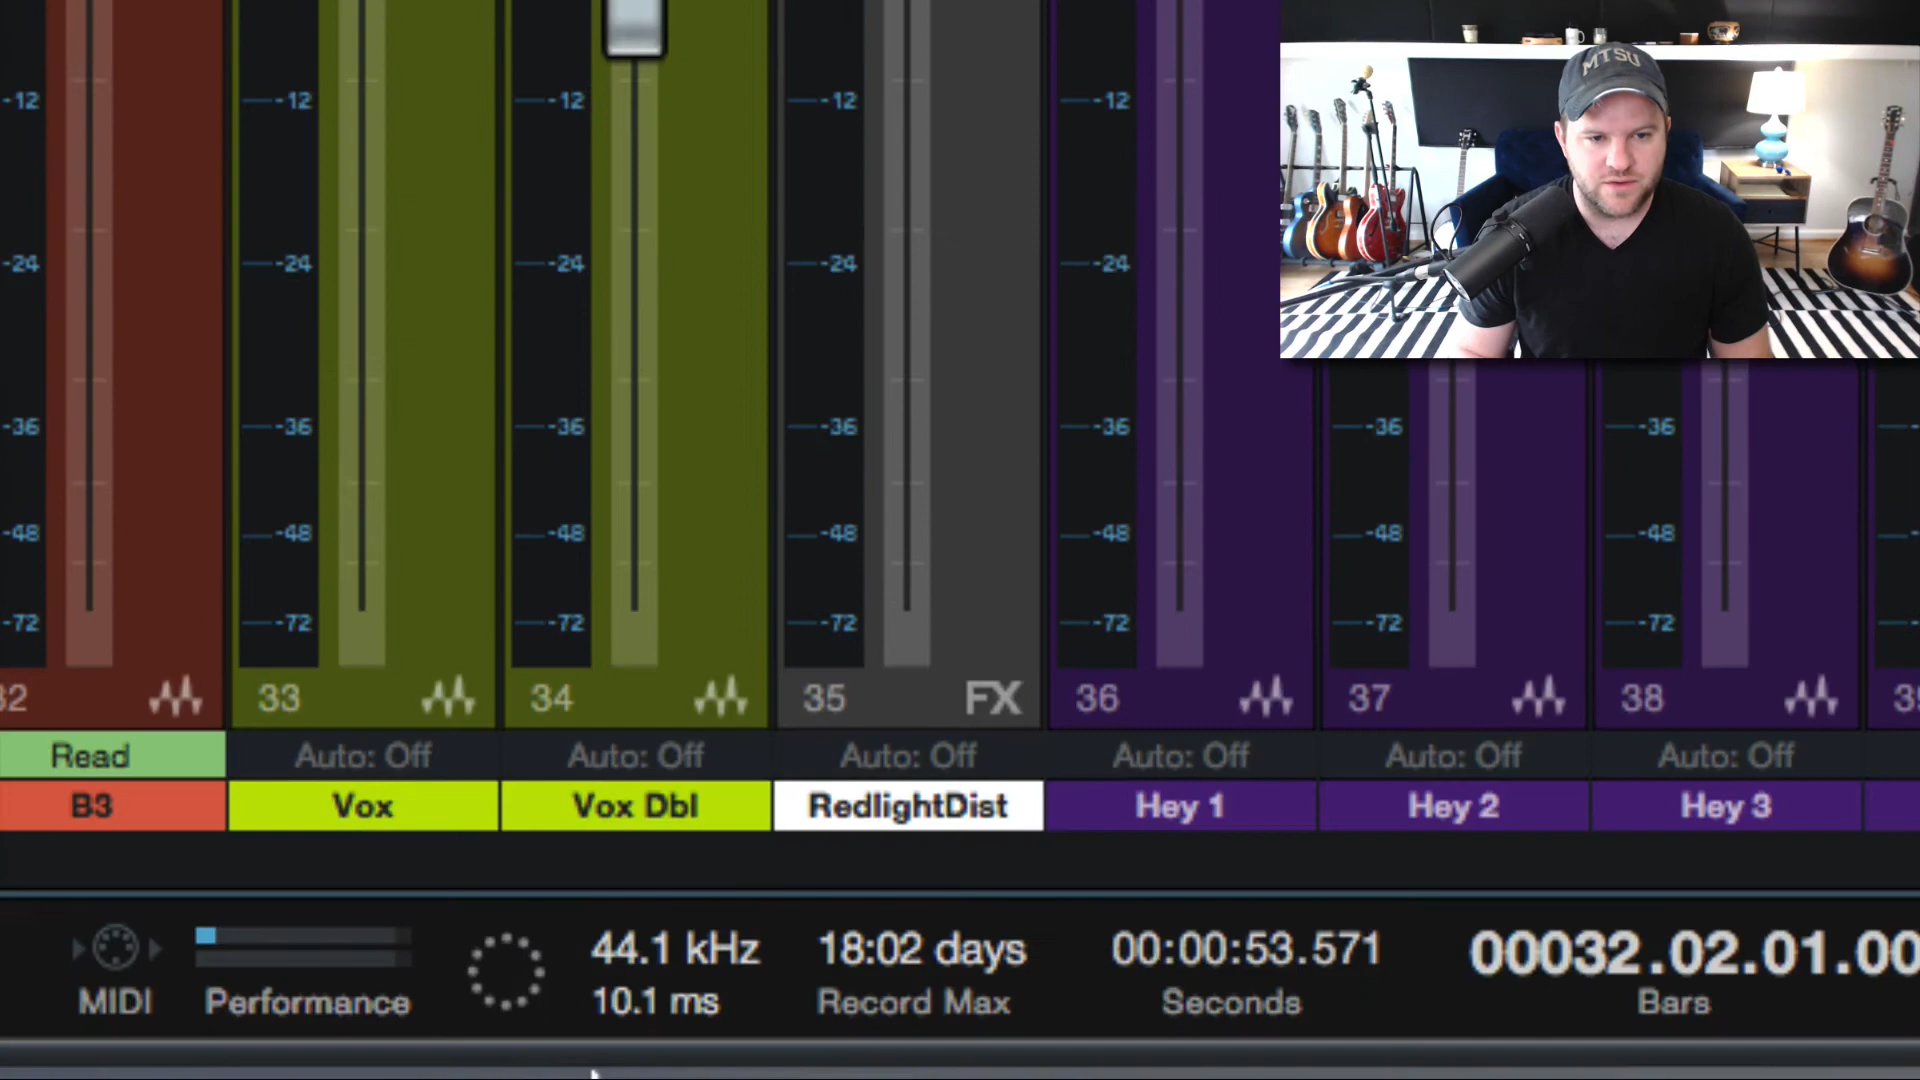 MTSU
-12 -12 -12 -12 -12
-24 -24 -24 -24 -24
-36 -36 -36 -36 -36 -36 -36
-48 -48 -48 -48 -48 -48 -48
-72 -72 -72 -72 -72 -72 -72
33 34 35 FX 36 37 38
Read Auto: Off Auto: Off Auto: Off Auto: Off Auto: Off Auto: Off
B3 Vox Vox Dbl RedlightDist Hey 1 Hey 2 Hey 3
44.1 kHz 18:02 days 00:00:53.571 00032.02.01.00
MIDI Performance 10.1 ms Record Max Seconds Bars